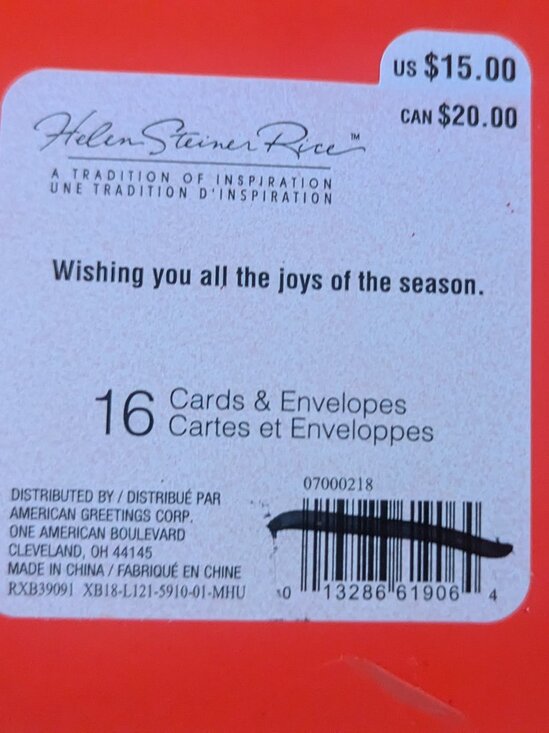 US $15.00
CAN $20.00
Helen Steiner Rice™
A TRADITION OF INSPIRATION
UNE TRADITION D'INSPIRATION
Wishing you all the joys of the season.
16 Cards & Envelopes
Cartes et Enveloppes
DISTRIBUTED BY / DISTRIBUÉ PAR
AMERICAN GREETINGS CORP.
ONE AMERICAN BOULEVARD
CLEVELAND, OH 44145
MADE IN CHINA / FABRIQUÉ EN CHINE
RXB39091 XB18-L121-5910-01-MHU
07000218
0 13286 61906 4